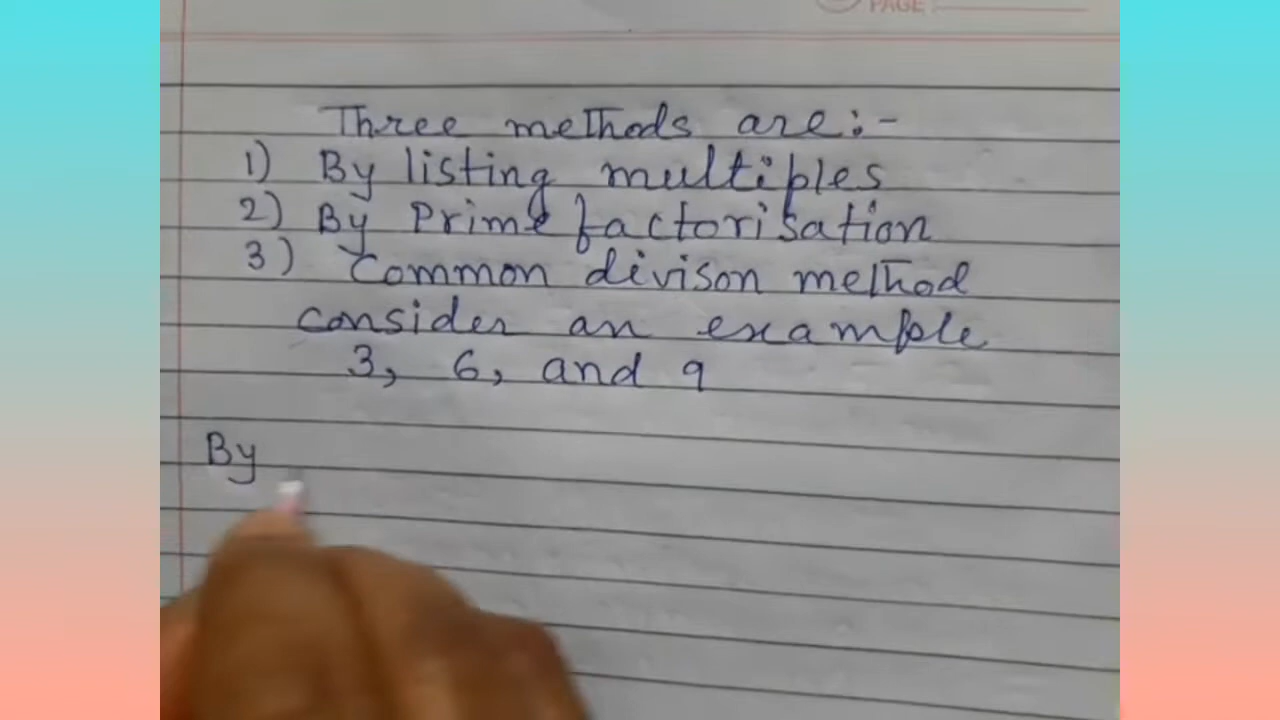 PAGE :
Three methods are:-
1) By listing multiples
2) By Prime factorisation
3) Common divison method
consider an example
3, 6, and 9
By